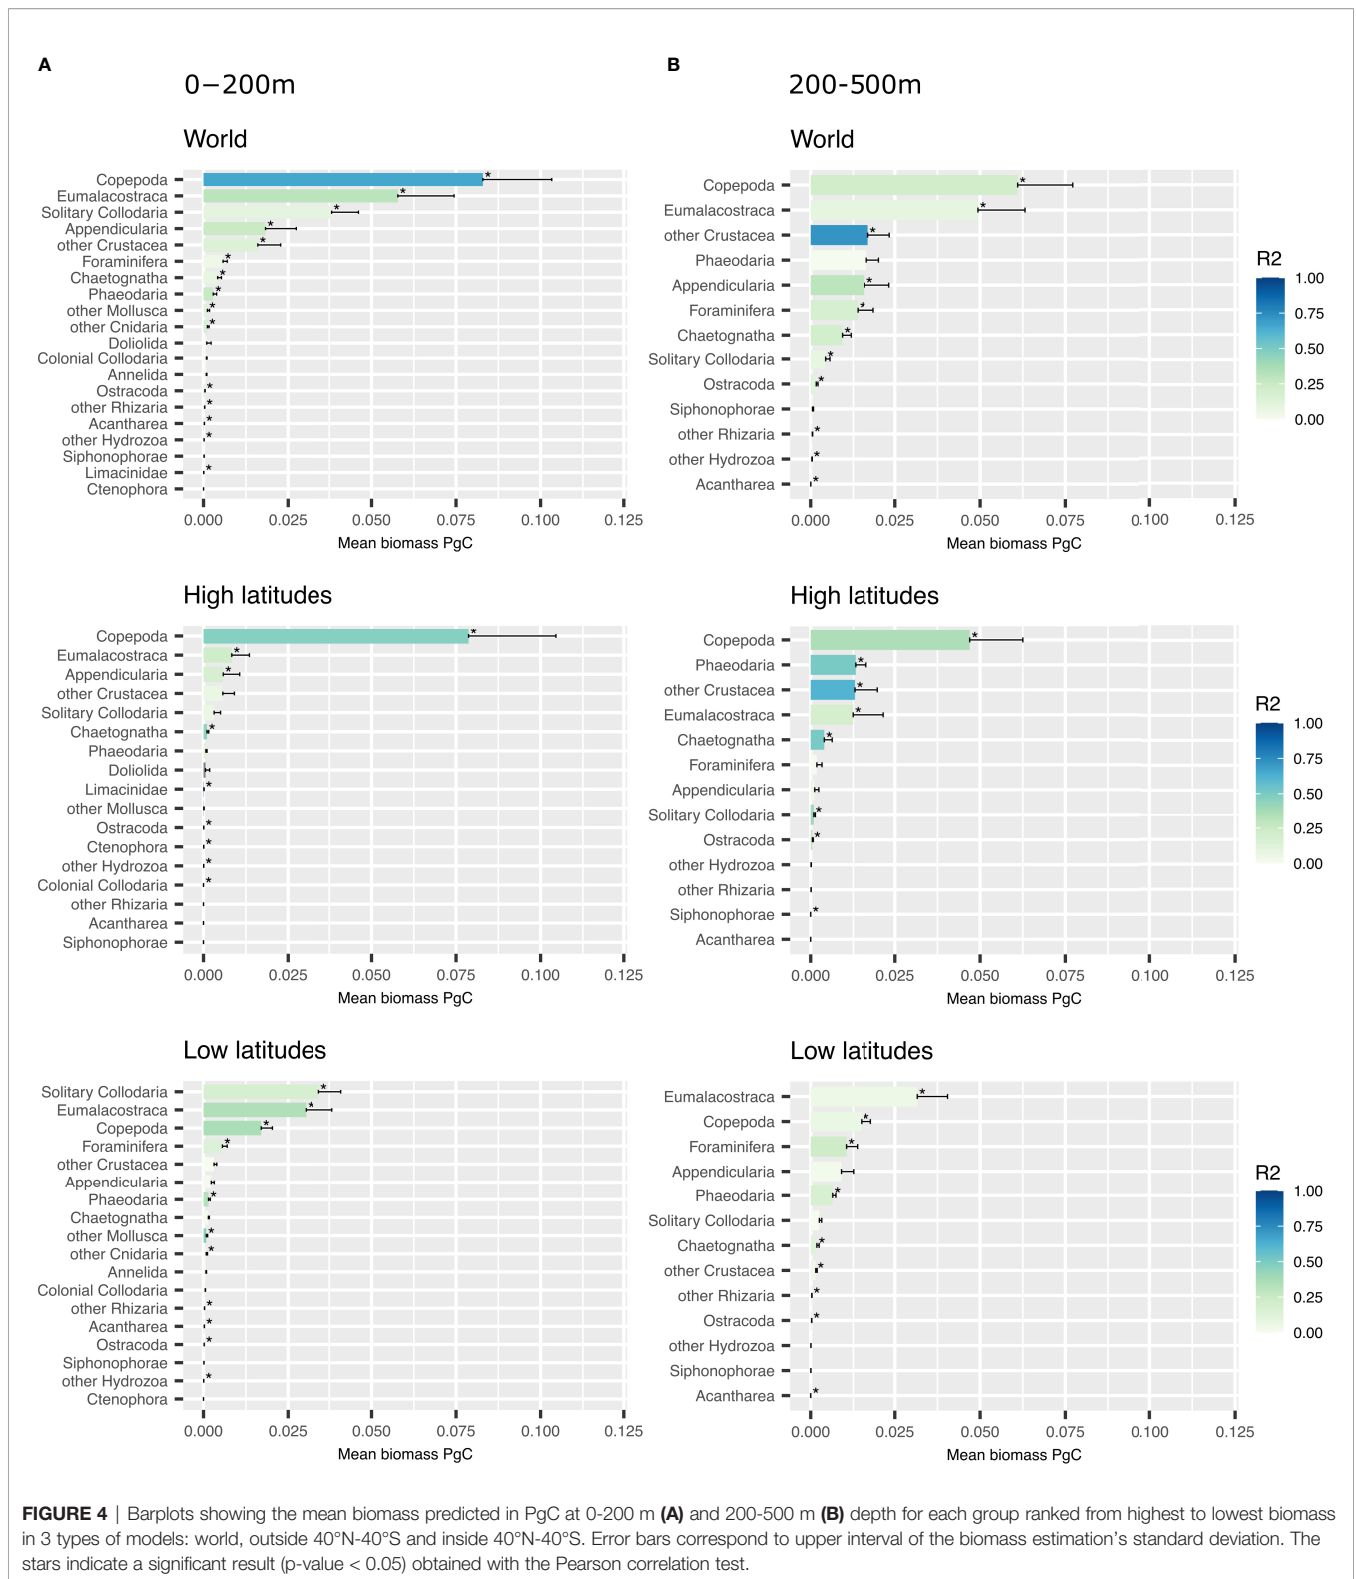 A
0−200m
World
Copepoda
Eumalacostraca
Solitary Collodaria
Appendicularia
other Crustacea
Foraminifera
Chaetognatha
Phaeodaria
other Mollusca
other Cnidaria
Doliolida
Colonial Collodaria
Annelida
Ostracoda
other Rhizaria
Acantharea
other Hydrozoa
Siphonophorae
Limacinidae
Ctenophora
0.000 0.025 0.050 0.075 0.100 0.125
Mean biomass PgC
High latitudes
Copepoda
Eumalacostraca
Appendicularia
other Crustacea
Solitary Collodaria
Chaetognatha
Phaeodaria
Doliolida
Limacinidae
other Mollusca
Ostracoda
Ctenophora
other Hydrozoa
Colonial Collodaria
other Rhizaria
Acantharea
Siphonophorae
0.000 0.025 0.050 0.075 0.100 0.125
Mean biomass PgC
Low latitudes
Solitary Collodaria
Eumalacostraca
Copepoda
Foraminifera
other Crustacea
Appendicularia
Phaeodaria
Chaetognatha
other Mollusca
other Cnidaria
Annelida
Colonial Collodaria
other Rhizaria
Acantharea
Ostracoda
Siphonophorae
other Hydrozoa
Ctenophora
0.000 0.025 0.050 0.075 0.100 0.125
Mean biomass PgC
B
200-500m
World
Copepoda
Eumalacostraca
other Crustacea
Phaeodaria
Appendicularia
Foraminifera
Chaetognatha
Solitary Collodaria
Ostracoda
Siphonophorae
other Rhizaria
other Hydrozoa
Acantharea
0.000 0.025 0.050 0.075 0.100 0.125
Mean biomass PgC
R2
1.00
0.75
0.50
0.25
0.00
High latitudes
Copepoda
Phaeodaria
other Crustacea
Eumalacostraca
Chaetognatha
Foraminifera
Appendicularia
Solitary Collodaria
Ostracoda
other Hydrozoa
other Rhizaria
Siphonophorae
Acantharea
0.000 0.025 0.050 0.075 0.100 0.125
Mean biomass PgC
R2
1.00
0.75
0.50
0.25
0.00
Low latitudes
Eumalacostraca
Copepoda
Foraminifera
Appendicularia
Phaeodaria
Solitary Collodaria
Chaetognatha
other Crustacea
other Rhizaria
Ostracoda
other Hydrozoa
Siphonophorae
Acantharea
0.000 0.025 0.050 0.075 0.100 0.125
Mean biomass PgC
R2
1.00
0.75
0.50
0.25
0.00
FIGURE 4 | Barplots showing the mean biomass predicted in PgC at 0-200 m (A) and 200-500 m (B) depth for each group ranked from highest to lowest biomass
in 3 types of models: world, outside 40°N-40°S and inside 40°N-40°S. Error bars correspond to upper interval of the biomass estimation's standard deviation. The
stars indicate a significant result (p-value < 0.05) obtained with the Pearson correlation test.